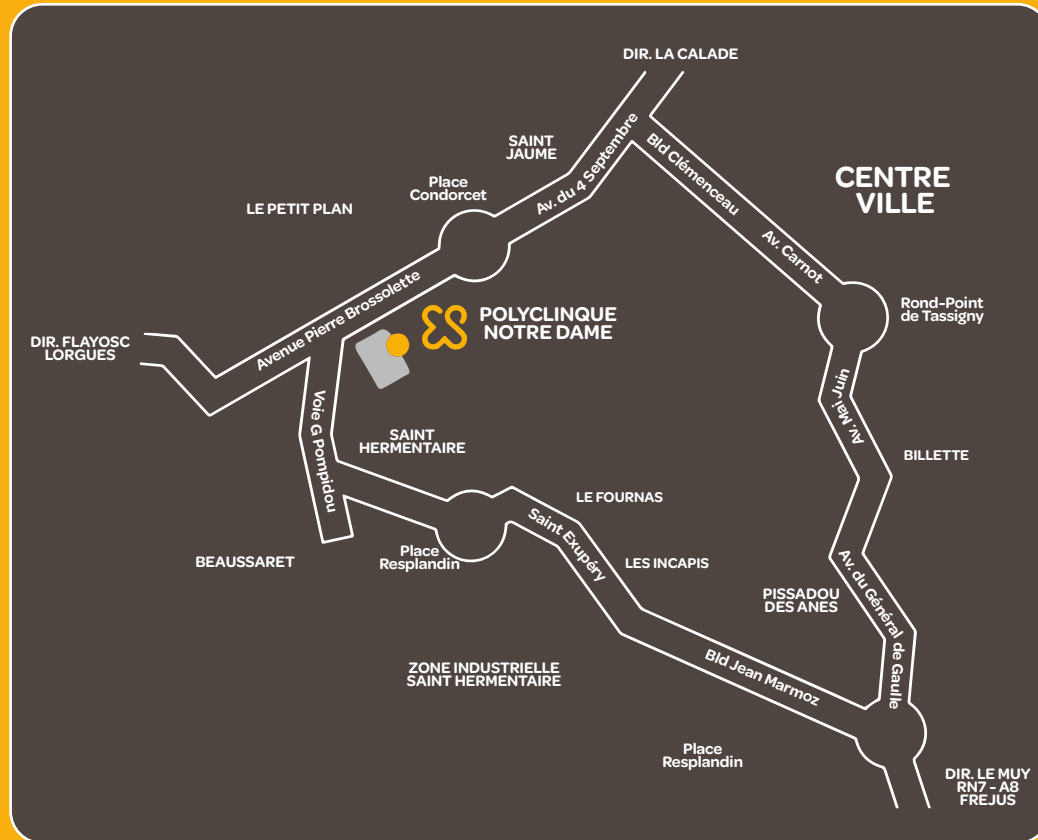 DIR. LA CALADE
SAINT
JAUME
Av. du 4 Septembre
Bld Clémenceau
CENTRE
VILLE
Place
Condorcet
LE PETIT PLAN
Av. Carnot
Avenue Pierre Brossolette
POLYCLINQUE
NOTRE DAME
Rond-Point
de Tassigny
DIR. FLAYOSC
LORGUES
Voie G Pompidou
Av. Mal Juin
SAINT
HERMENTAIRE
BILLETTE
LE FOURNAS
Saint Exupéry
BEAUSSARET
Place
Resplandin
LES INCAPIS
PISSADOU
DES ANES
Av. du Général de Gaulle
ZONE INDUSTRIELLE
SAINT HERMENTAIRE
Bld Jean Marmoz
Place
Resplandin
DIR. LE MUY
RN7 - A8
FREJUS